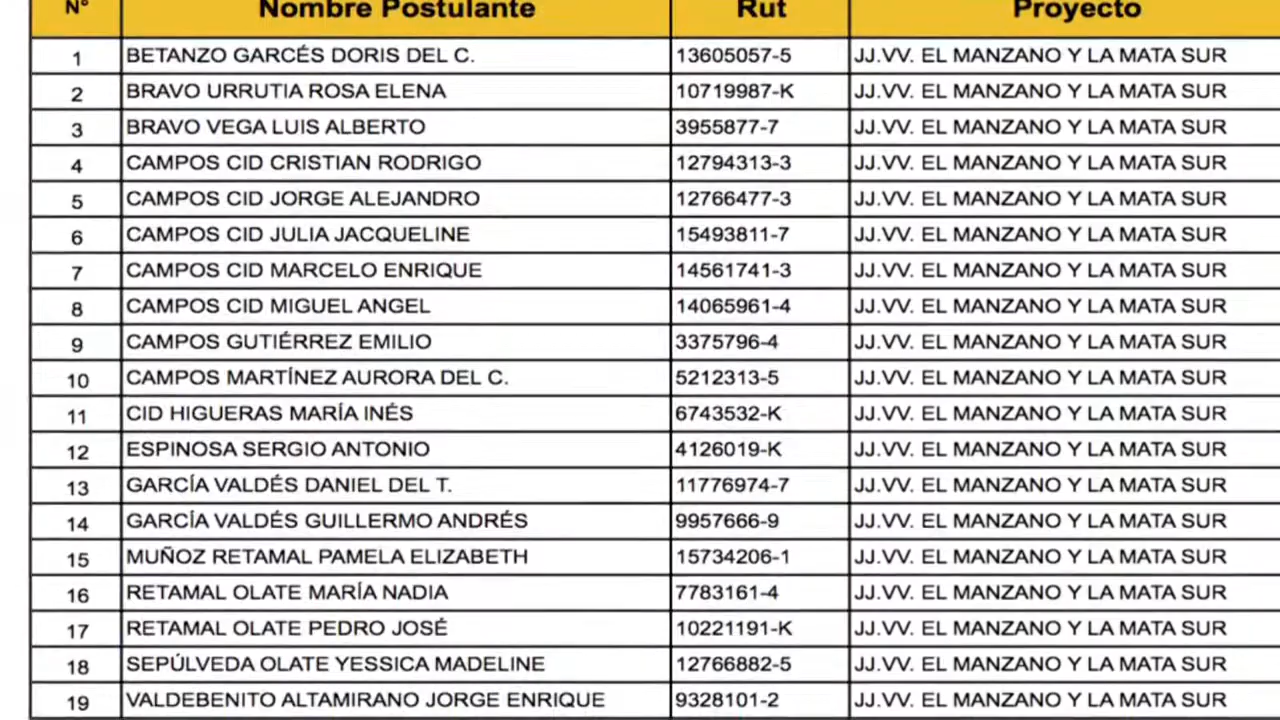 N° Nombre Postulante Rut Proyecto
1 BETANZO GARCÉS DORIS DEL C. 13605057-5 JJ.VV. EL MANZANO Y LA MATA SUR
2 BRAVO URRUTIA ROSA ELENA 10719987-K JJ.VV. EL MANZANO Y LA MATA SUR
3 BRAVO VEGA LUIS ALBERTO 3955877-7 JJ.VV. EL MANZANO Y LA MATA SUR
4 CAMPOS CID CRISTIAN RODRIGO 12794313-3 JJ.VV. EL MANZANO Y LA MATA SUR
5 CAMPOS CID JORGE ALEJANDRO 12766477-3 JJ.VV. EL MANZANO Y LA MATA SUR
6 CAMPOS CID JULIA JACQUELINE 15493811-7 JJ.VV. EL MANZANO Y LA MATA SUR
7 CAMPOS CID MARCELO ENRIQUE 14561741-3 JJ.VV. EL MANZANO Y LA MATA SUR
8 CAMPOS CID MIGUEL ANGEL 14065961-4 JJ.VV. EL MANZANO Y LA MATA SUR
9 CAMPOS GUTIÉRREZ EMILIO 3375796-4 JJ.VV. EL MANZANO Y LA MATA SUR
10 CAMPOS MARTÍNEZ AURORA DEL C. 5212313-5 JJ.VV. EL MANZANO Y LA MATA SUR
11 CID HIGUERAS MARÍA INÉS 6743532-K JJ.VV. EL MANZANO Y LA MATA SUR
12 ESPINOSA SERGIO ANTONIO 4126019-K JJ.VV. EL MANZANO Y LA MATA SUR
13 GARCÍA VALDÉS DANIEL DEL T. 11776974-7 JJ.VV. EL MANZANO Y LA MATA SUR
14 GARCÍA VALDÉS GUILLERMO ANDRÉS 9957666-9 JJ.VV. EL MANZANO Y LA MATA SUR
15 MUÑOZ RETAMAL PAMELA ELIZABETH 15734206-1 JJ.VV. EL MANZANO Y LA MATA SUR
16 RETAMAL OLATE MARÍA NADIA 7783161-4 JJ.VV. EL MANZANO Y LA MATA SUR
17 RETAMAL OLATE PEDRO JOSÉ 10221191-K JJ.VV. EL MANZANO Y LA MATA SUR
18 SEPÚLVEDA OLATE YESSICA MADELINE 12766882-5 JJ.VV. EL MANZANO Y LA MATA SUR
19 VALDEBENITO ALTAMIRANO JORGE ENRIQUE 9328101-2 JJ.VV. EL MANZANO Y LA MATA SUR